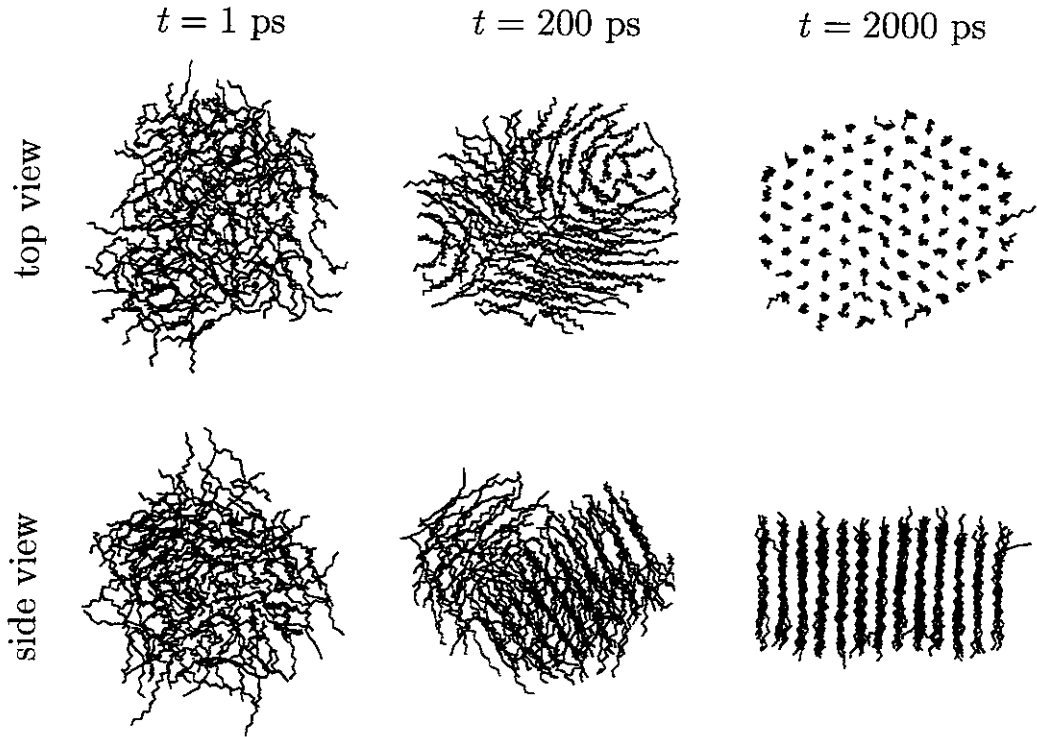 t = 1 ps
t = 200 ps
t = 2000 ps
top view
side view